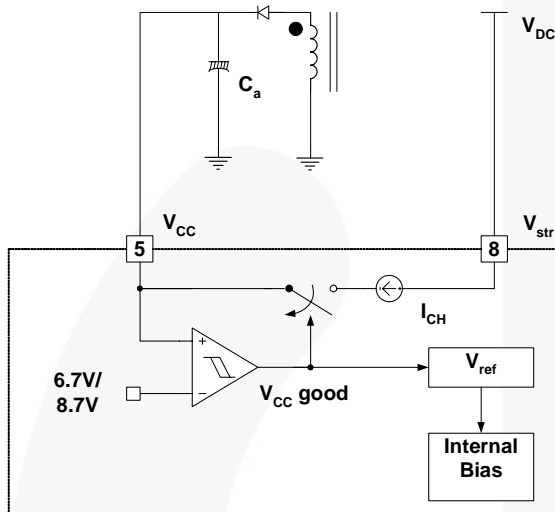 V_DC
C_a
V_CC
V_str
5
8
I_CH
6.7V/
8.7V
+
−
V_CC good
V_ref
Internal
Bias